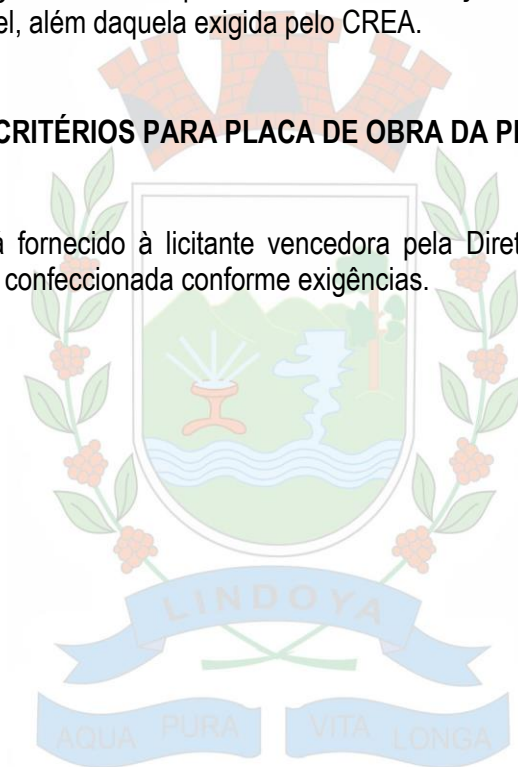 el, além daquela exigida pelo CREA.
CRITÉRIOS PARA PLACA DE OBRA DA
fornecido à licitante vencedora pela Diret
confeccionada conforme exigências.
LINDOYA
AQUA PURA VITA LONGA